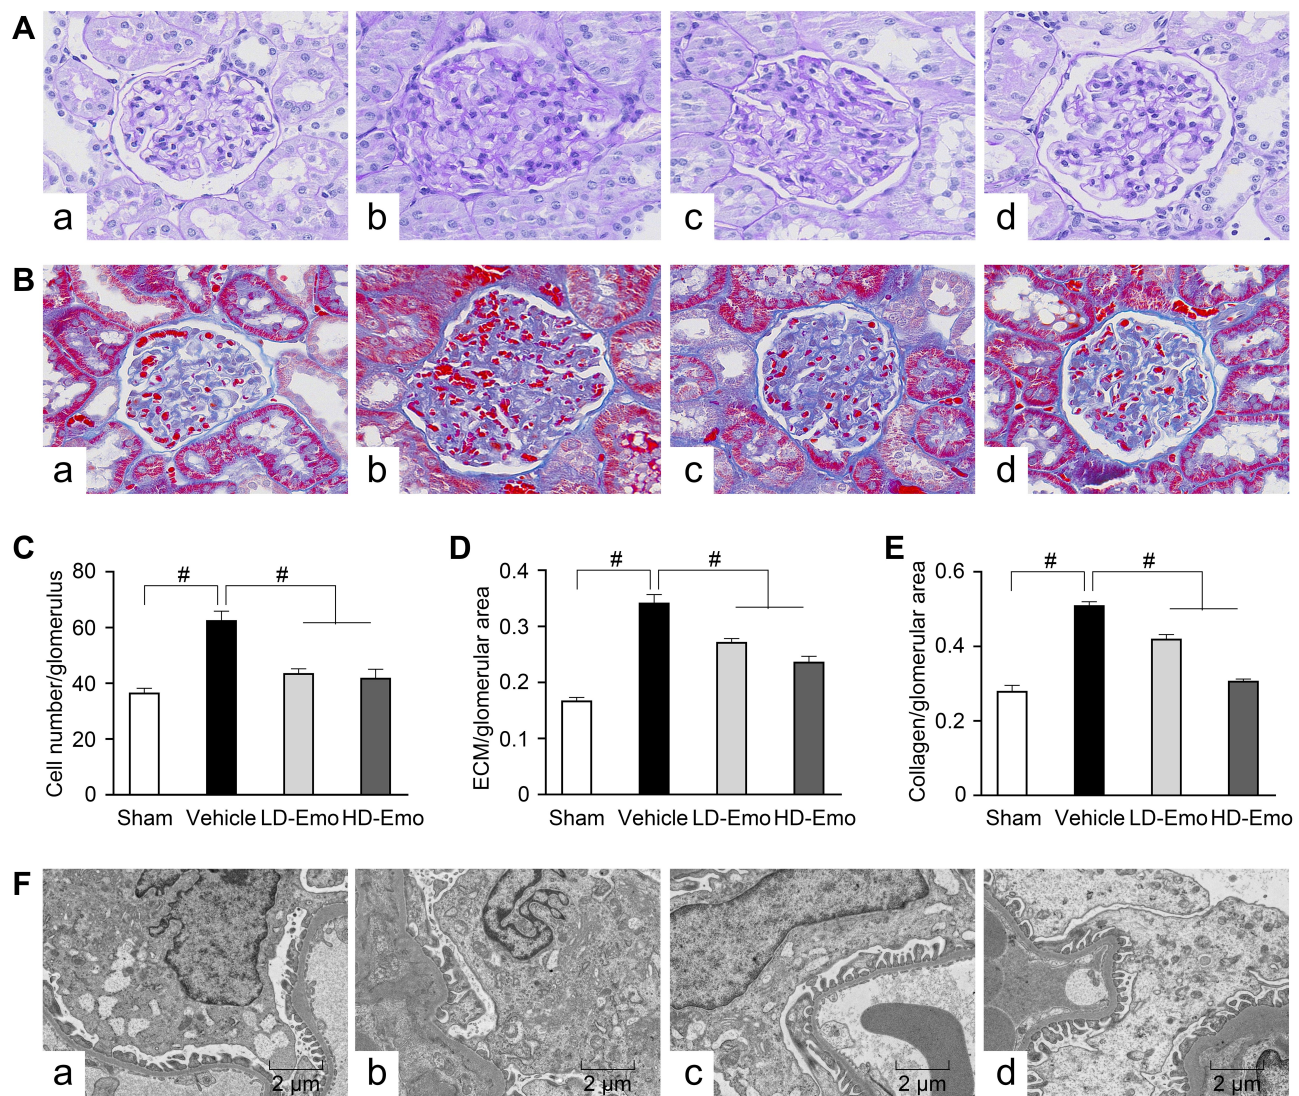 A
a
b
c
d
B
a
b
c
d
C
Cell number/glomerulus
80
60
40
20
0
#
#
Sham Vehicle LD-Emo HD-Emo
D
ECM/glomerular area
0.4
0.3
0.2
0.1
0
#
#
Sham Vehicle LD-Emo HD-Emo
E
Collagen/glomerular area
0.6
0.4
0.2
0
#
#
Sham Vehicle LD-Emo HD-Emo
F
a
2 μm
b
2 μm
c
2 μm
d
2 μm